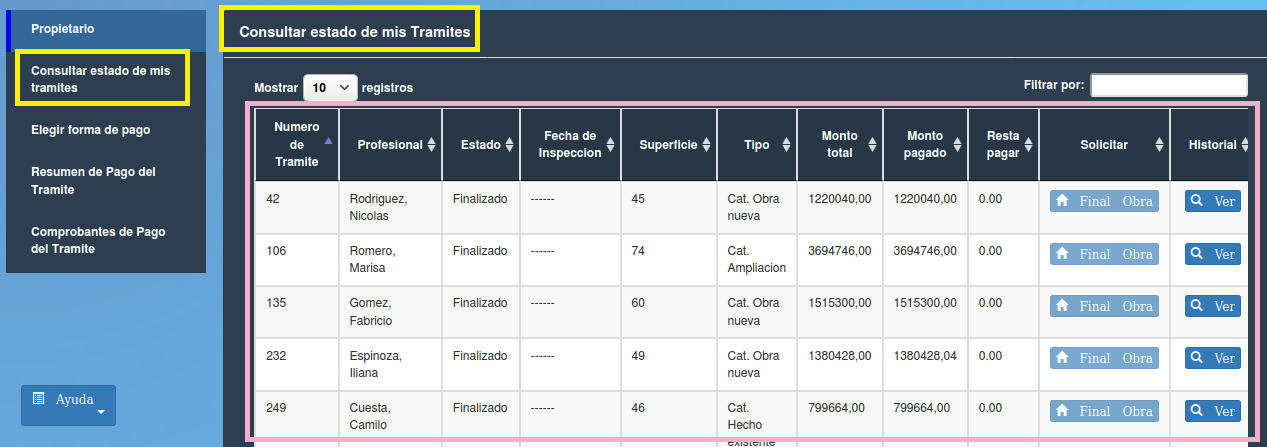 Propietario
Consultar estado de mis
tramites
Elegir forma de pago
Resumen de Pago del
Tramite
Comprobantes de Pago
del Tramite
Ayuda
Consultar estado de mis Tramites
Mostrar 10 registros
Filtrar por:
Numero de Tramite Profesional Estado Fecha de Inspeccion Superficie Tipo Monto total Monto pagado Resta pagar Solicitar Historial
42 Rodriguez, Nicolas Finalizado ------ 45 Cat. Obra nueva 1220040,00 1220040,00 0.00 Final Obra Ver
106 Romero, Marisa Finalizado ------ 74 Cat. Ampliacion 3694746,00 3694746,00 0.00 Final Obra Ver
135 Gomez, Fabricio Finalizado ------ 60 Cat. Obra nueva 1515300,00 1515300,00 0.00 Final Obra Ver
232 Espinoza, Iliana Finalizado ------ 49 Cat. Obra nueva 1380428,00 1380428,04 0.00 Final Obra Ver
249 Cuesta, Camilo Finalizado ------ 46 Cat. Hecho existente 799664,00 799664,00 0.00 Final Obra Ver